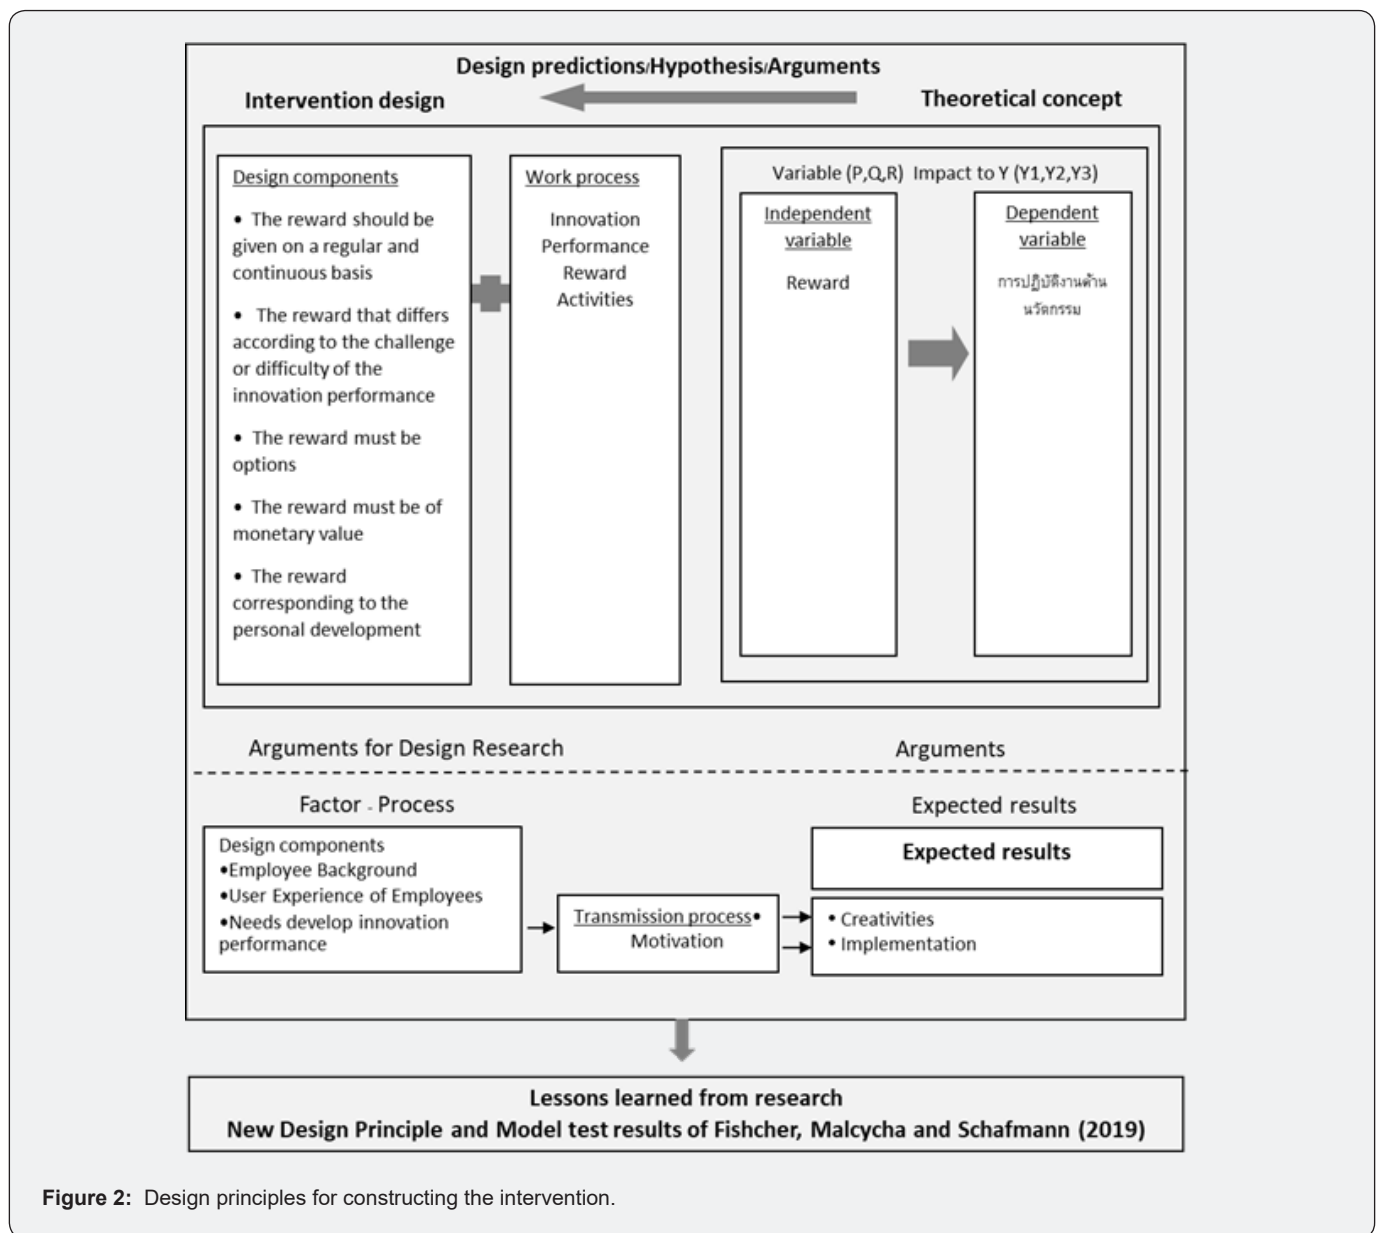 Design predictions/Hypothesis/Arguments
Intervention design
Theoretical concept
Design components
• The reward should be
given on a regular and
continuous basis
• The reward that differs
according to the challenge
or difficulty of the
innovation performance
• The reward must be
options
• The reward must be of
monetary value
• The reward
corresponding to the
personal development
Work process
Innovation
Performance
Reward
Activities
Variable (P,Q,R) Impact to Y (Y1,Y2,Y3)
Independent
variable
Reward
Dependent
variable
การปฏิบัติงานด้าน
นวัตกรรม
Arguments for Design Research
Arguments
Factor - Process
Expected results
Design components
•Employee Background
•User Experience of Employees
•Needs develop innovation
performance
Transmission process•
Motivation
Expected results
• Creativities
• Implementation
Lessons learned from research
New Design Principle and Model test results of Fishcher, Malcycha and Schafmann (2019)
Figure 2: Design principles for constructing the intervention.